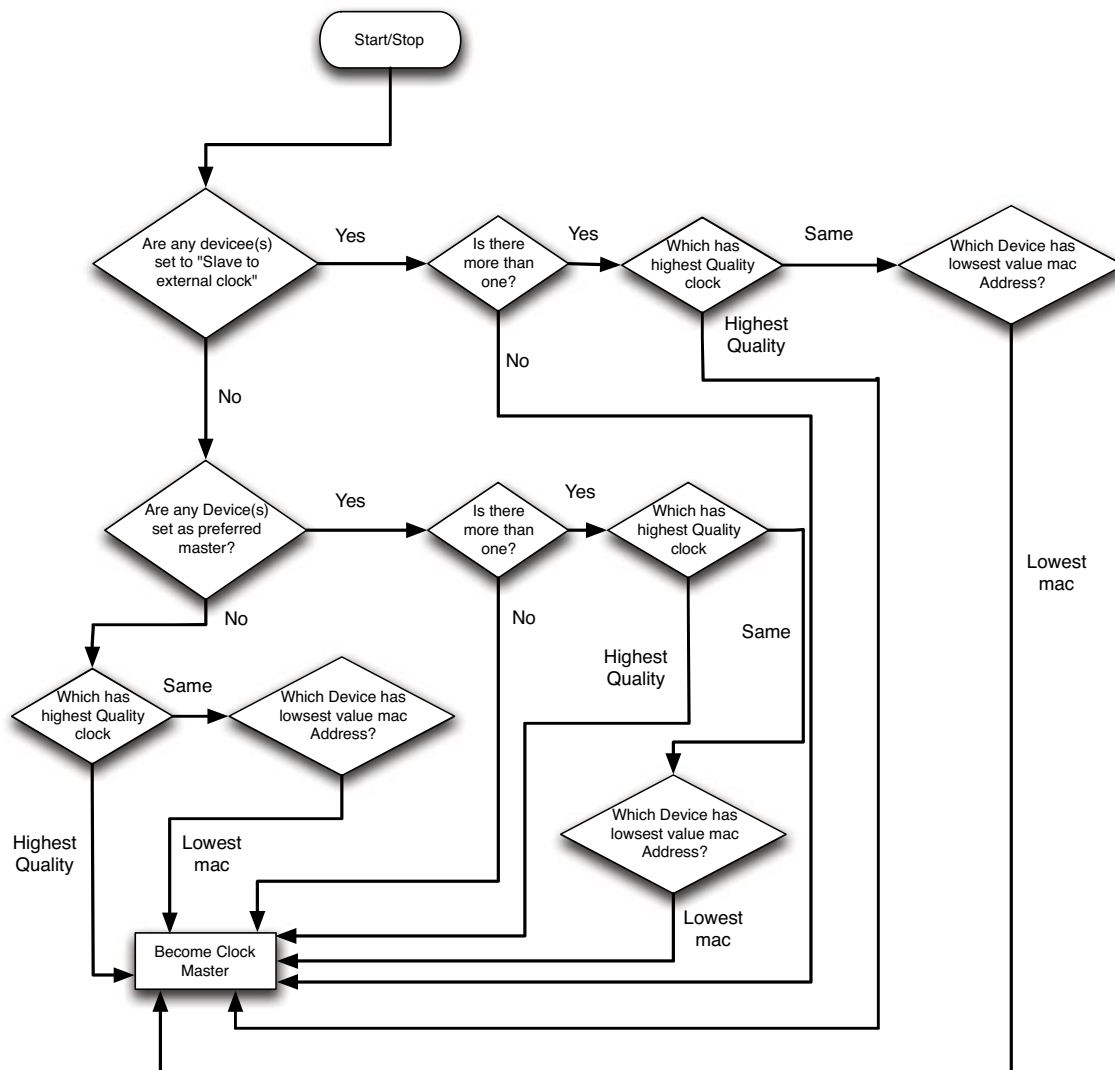 Start/Stop
Are any devicee(s)
set to "Slave to
external clock"
Yes
Is there
more than
one?
Yes
Which has
highest Quality
clock
Same
Which Device has
lowsest value mac
Address?
Highest
Quality
No
No
Are any Device(s)
set as preferred
master?
Yes
Is there
more than
one?
Yes
Which has
highest Quality
clock
Lowest
mac
No
No
Same
Highest
Quality
Which has
highest Quality
clock
Same
Which Device has
lowsest value mac
Address?
Which Device has
lowsest value mac
Address?
Highest
Quality
Lowest
mac
Lowest
mac
Become Clock
Master